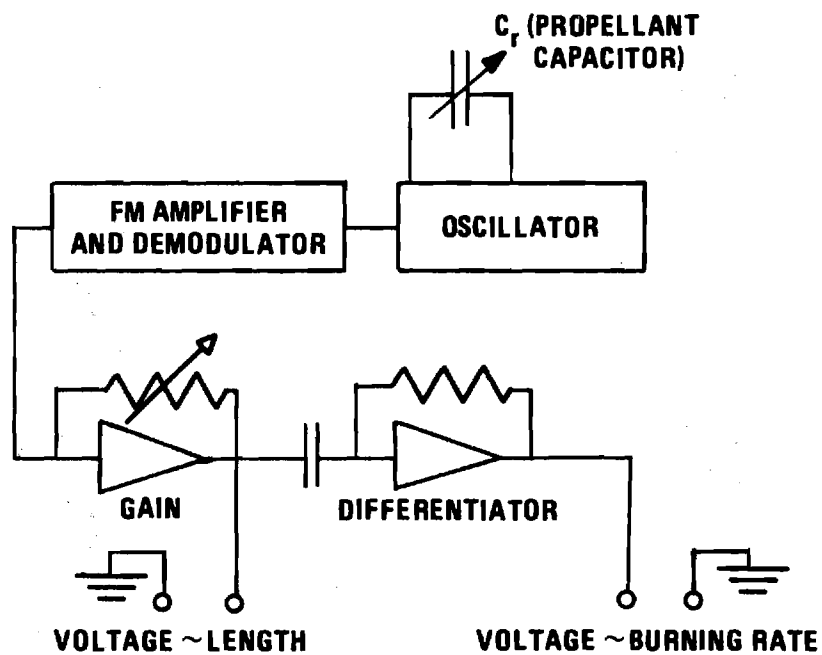 C_r (PROPELLANT
CAPACITOR)
FM AMPLIFIER
AND DEMODULATOR
OSCILLATOR
GAIN
DIFFERENTIATOR
VOLTAGE ~LENGTH
VOLTAGE ~BURNING RATE